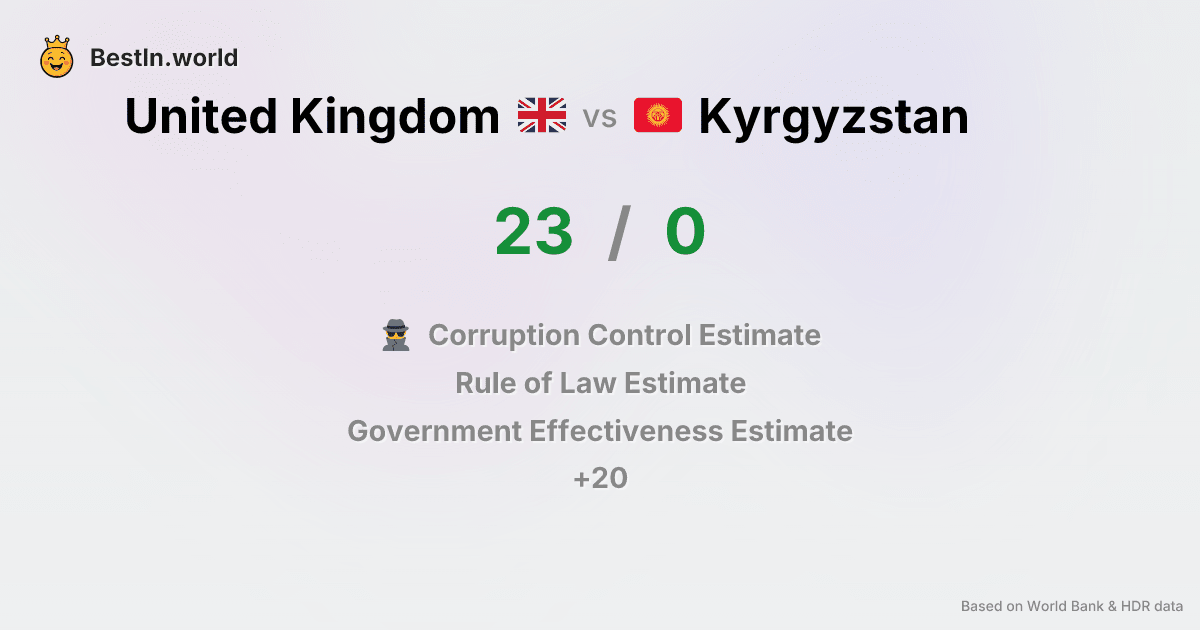 BestIn.world
United Kingdom vs Kyrgyzstan
23 / 0
Corruption Control Estimate
Rule of Law Estimate
Government Effectiveness Estimate
+20
Based on World Bank & HDR data